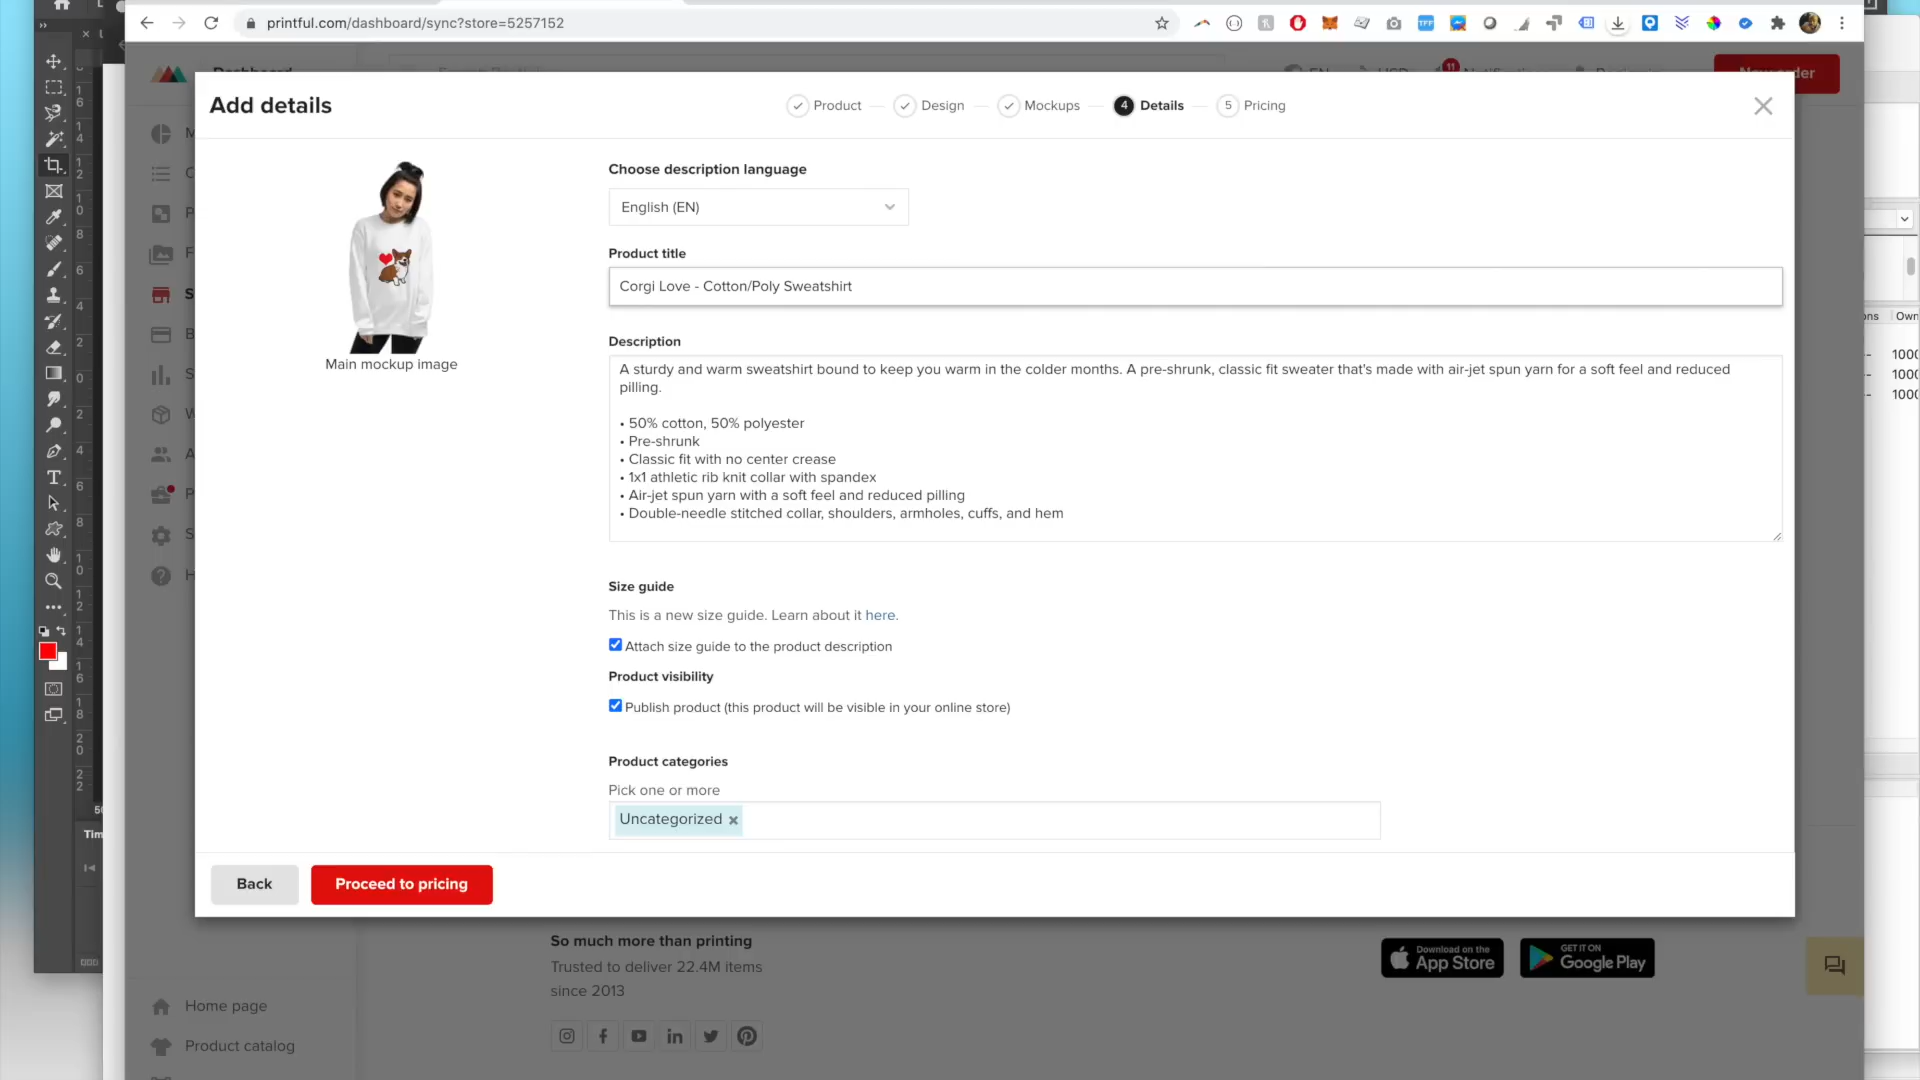 printful.com/dashboard/sync?store=5257152
Dashboard
11
Add details
Product
Design
Mockups
4 Details
5 Pricing
Main mockup image
Choose description language
English (EN)
Product title
Corgi Love - Cotton/Poly Sweatshirt
Description
A sturdy and warm sweatshirt bound to keep you warm in the colder months. A pre-shrunk, classic fit sweater that's made with air-jet spun yarn for a soft feel and reduced
pilling.
• 50% cotton, 50% polyester
• Pre-shrunk
• Classic fit with no center crease
• 1x1 athletic rib knit collar with spandex
• Air-jet spun yarn with a soft feel and reduced pilling
• Double-needle stitched collar, shoulders, armholes, cuffs, and hem
Size guide
This is a new size guide. Learn about it here.
Attach size guide to the product description
Product visibility
Publish product (this product will be visible in your online store)
Product categories
Pick one or more
Uncategorized ×
Back
Proceed to pricing
So much more than printing
Trusted to deliver 22.4M items
since 2013
Download on the
App Store
GET IT ON
Google Play
Home page
Product catalog
Tim
ons
Own
1000
1000
1000